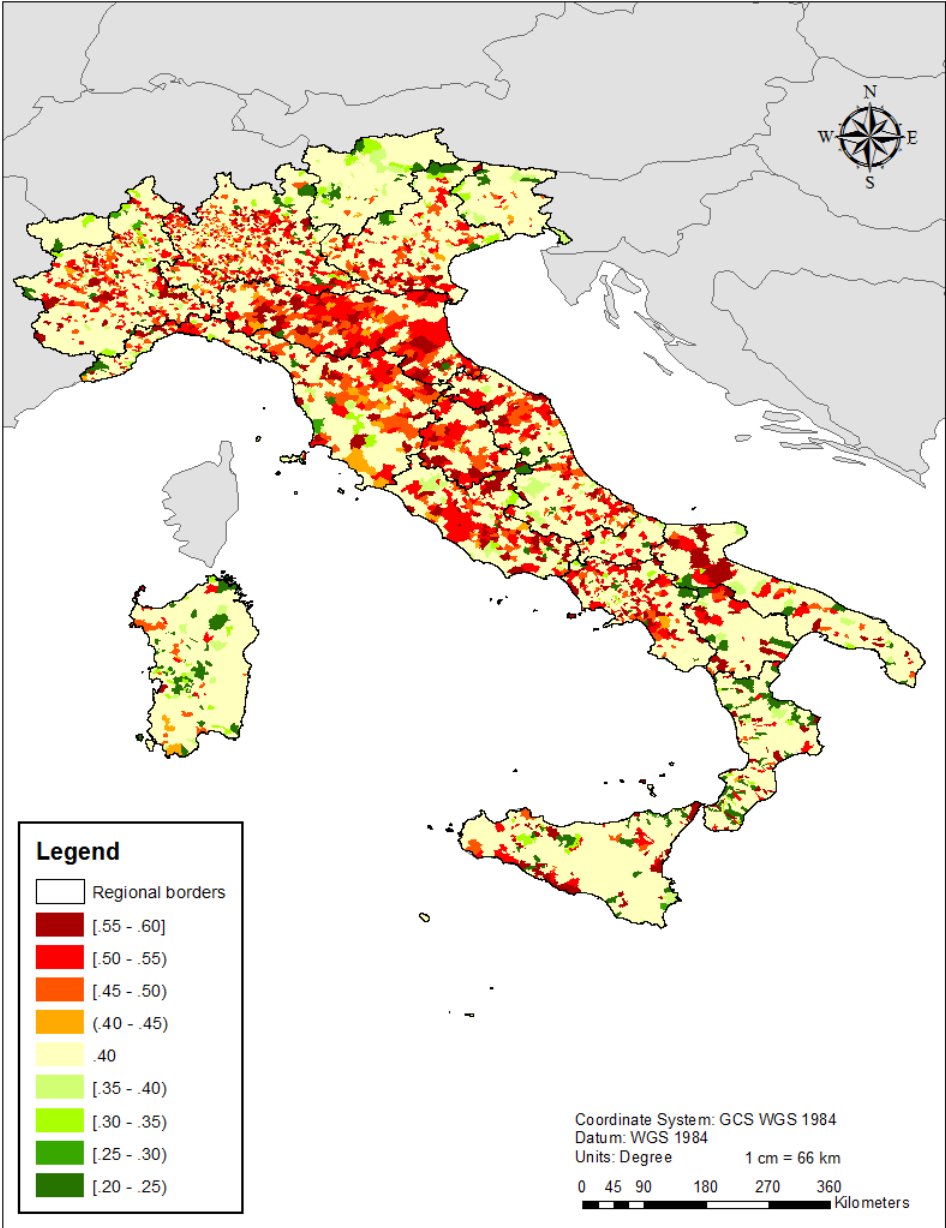 N
W E
S
Legend
Regional borders
[.55 - .60]
[.50 - .55)
[.45 - .50)
(.40 - .45)
.40
[.35 - .40)
[.30 - .35)
[.25 - .30)
[.20 - .25)
Coordinate System: GCS WGS 1984
Datum: WGS 1984
Units: Degree 1 cm = 66 km
0 45 90 180 270 360
Kilometers